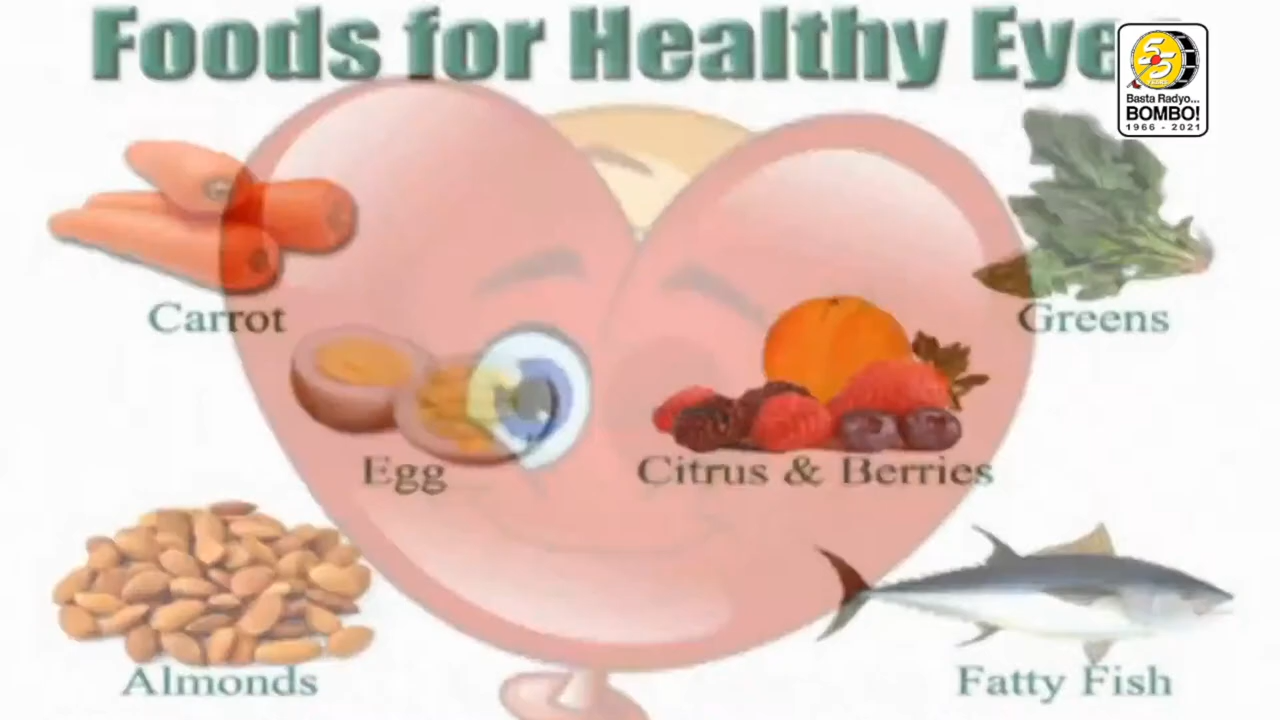 Foods for Healthy Eye
Basta Radyo...
BOMBO!
1966 - 2021
Carrot
Greens
Egg
Citrus & Berries
Almonds
Fatty Fish